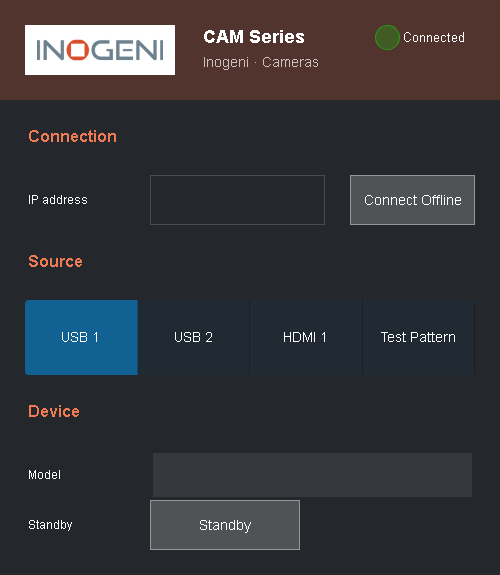 INOGENI
CAM Series
Inogeni · Cameras
Connected
Connection
IP address
Connect Offline
Source
USB 1
USB 2
HDMI 1
Test Pattern
Device
Model
Standby
Standby